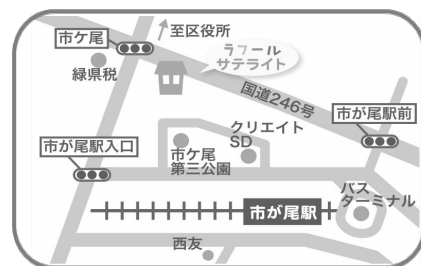 至区役所
市ケ尾
ラフール
サテライト
緑県税
国道246号
市が尾駅前
クリエイト
SD
市が尾駅入口
市ケ尾
第三公園
バス
ターミナル
市が尾駅
西友